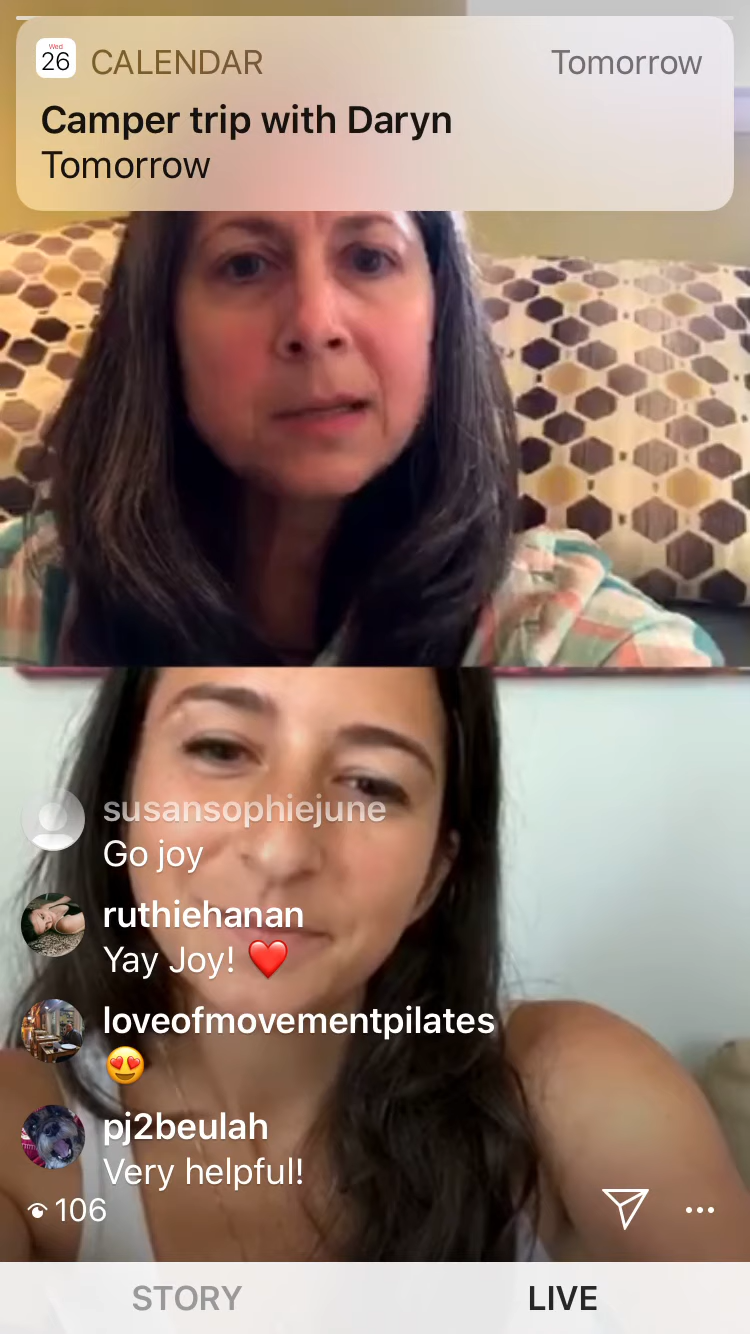 Wed
26
CALENDAR
Tomorrow
Camper trip with Daryn
Tomorrow
susansophiejune
Go joy
ruthiehanan
Yay Joy! ❤️
loveofmovementpilates
😍
pj2beulah
Very helpful!
106
STORY
LIVE